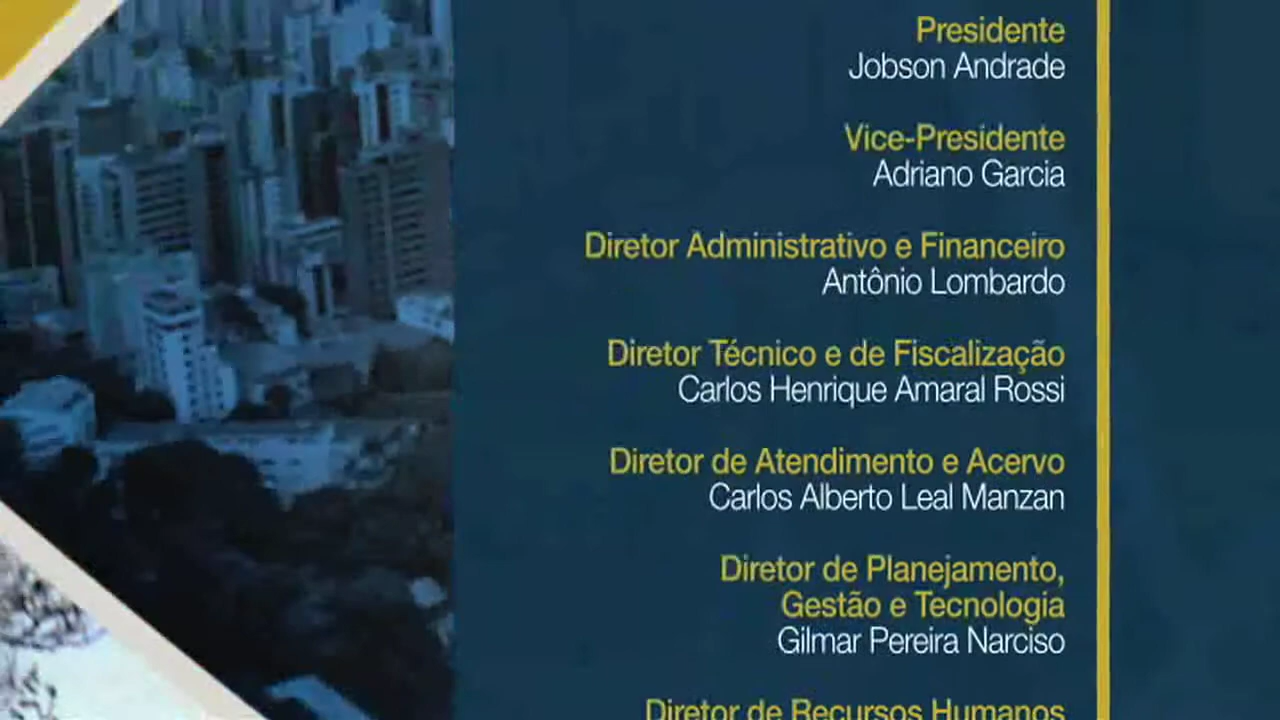 Presidente
Jobson Andrade
Vice-Presidente
Adriano Garcia
Diretor Administrativo e Financeiro
Antônio Lombardo
Diretor Técnico e de Fiscalização
Carlos Henrique Amaral Rossi
Diretor de Atendimento e Acervo
Carlos Alberto Leal Manzan
Diretor de Planejamento,
Gestão e Tecnologia
Gilmar Pereira Narciso
Diretor de Recursos Humanos